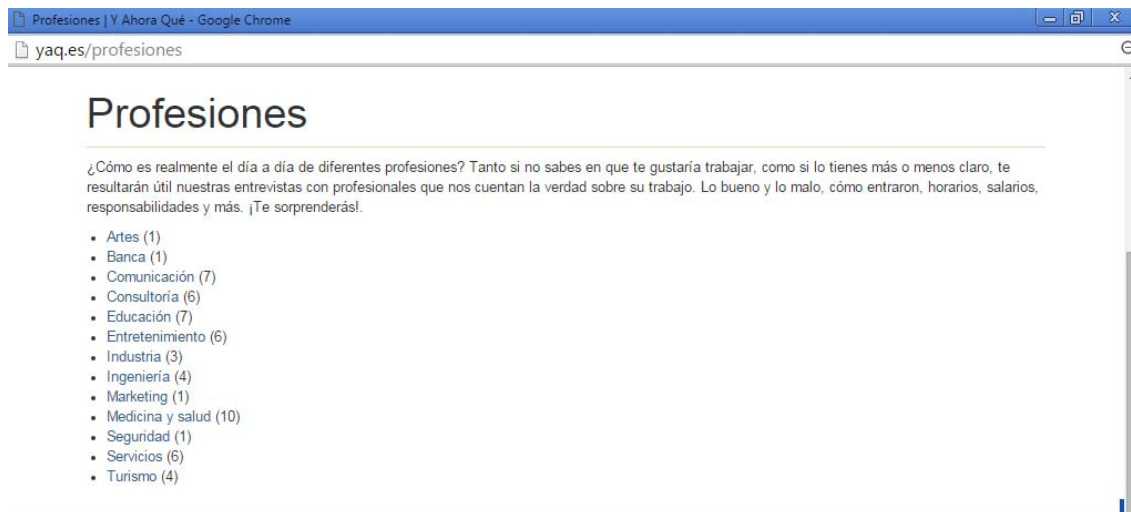 Profesiones | Y Ahora Qué - Google Chrome
yaq.es/profesiones
Profesiones
¿Cómo es realmente el día a día de diferentes profesiones? Tanto si no sabes en que te gustaría trabajar, como si lo tienes más o menos claro, te
resultarán útil nuestras entrevistas con profesionales que nos cuentan la verdad sobre su trabajo. Lo bueno y lo malo, cómo entraron, horarios, salarios,
responsabilidades y más. ¡Te sorprenderás!.
• Artes (1)
• Banca (1)
• Comunicación (7)
• Consultoría (6)
• Educación (7)
• Entretenimiento (6)
• Industria (3)
• Ingeniería (4)
• Marketing (1)
• Medicina y salud (10)
• Seguridad (1)
• Servicios (6)
• Turismo (4)